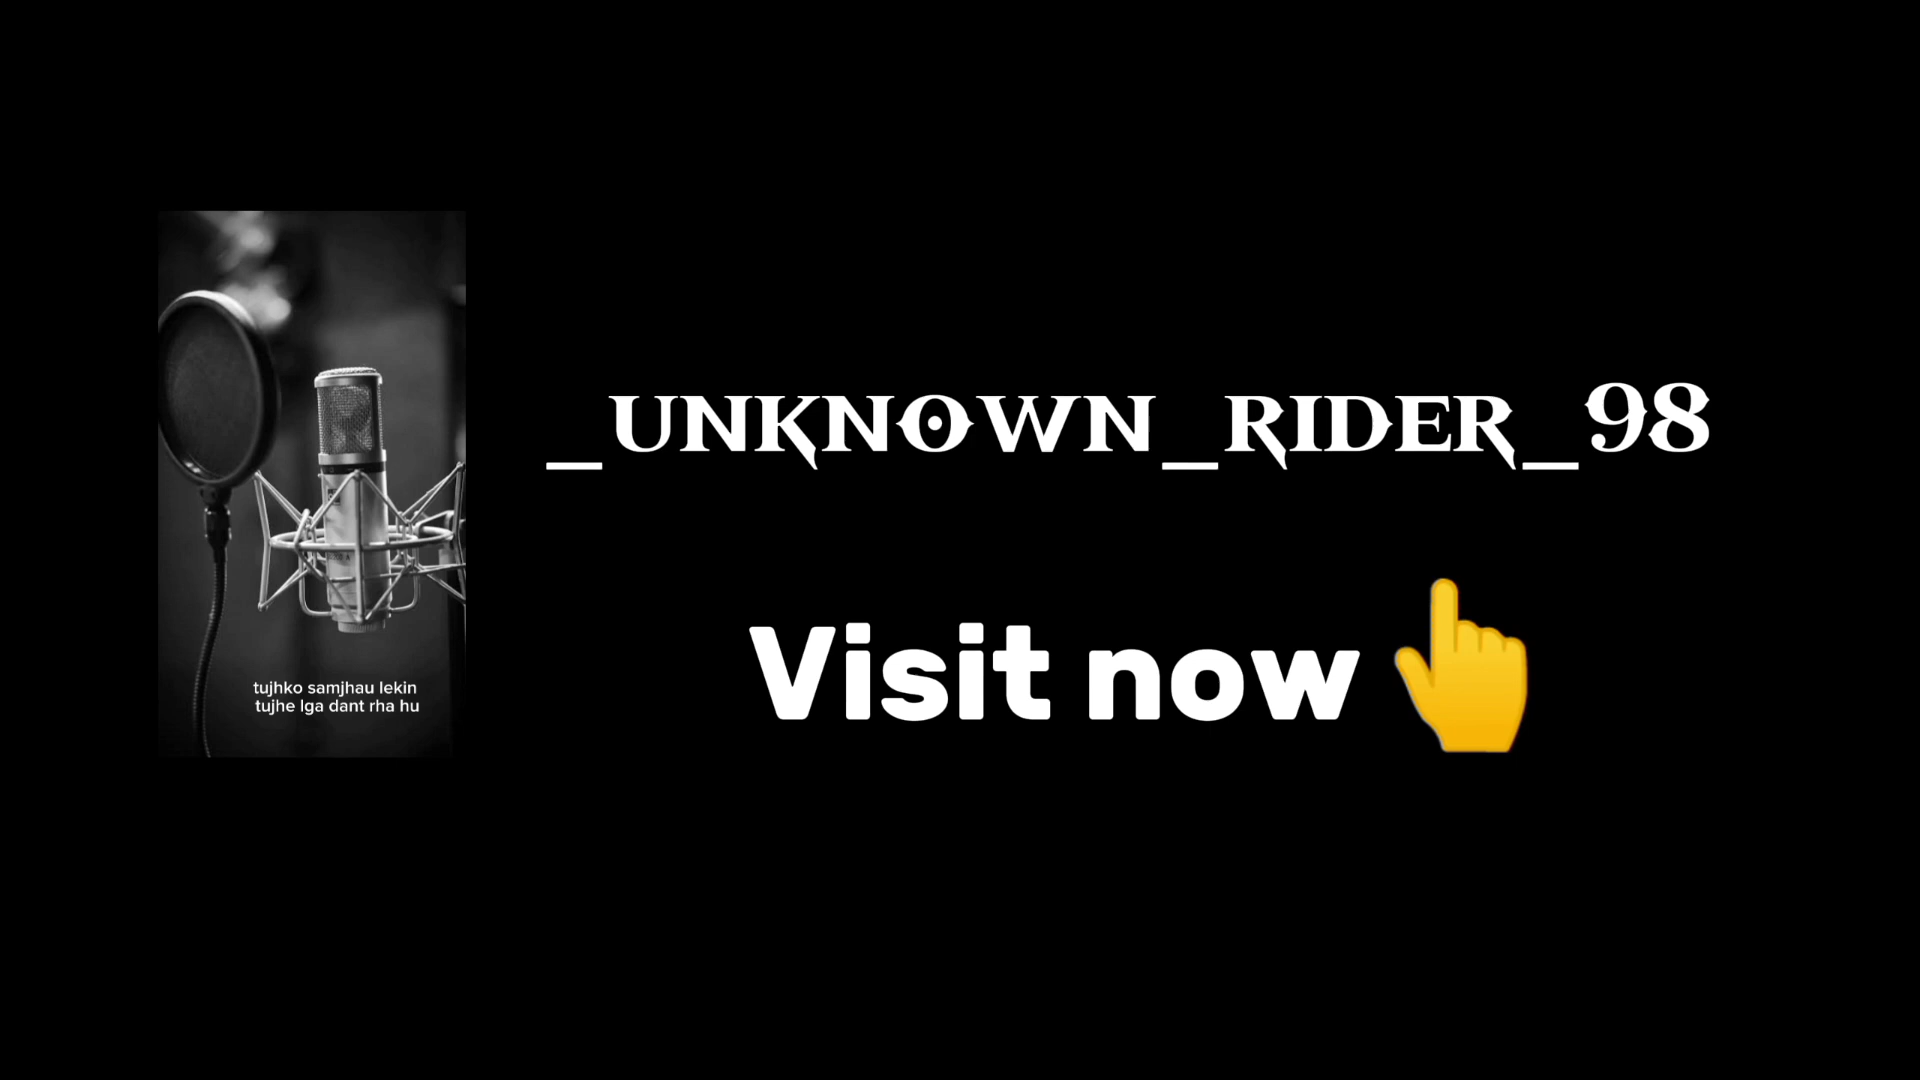 _UNKNOWN_RIDER_98
Visit now👆
tujhko samjhau lekin
tujhe lga dant rha hu